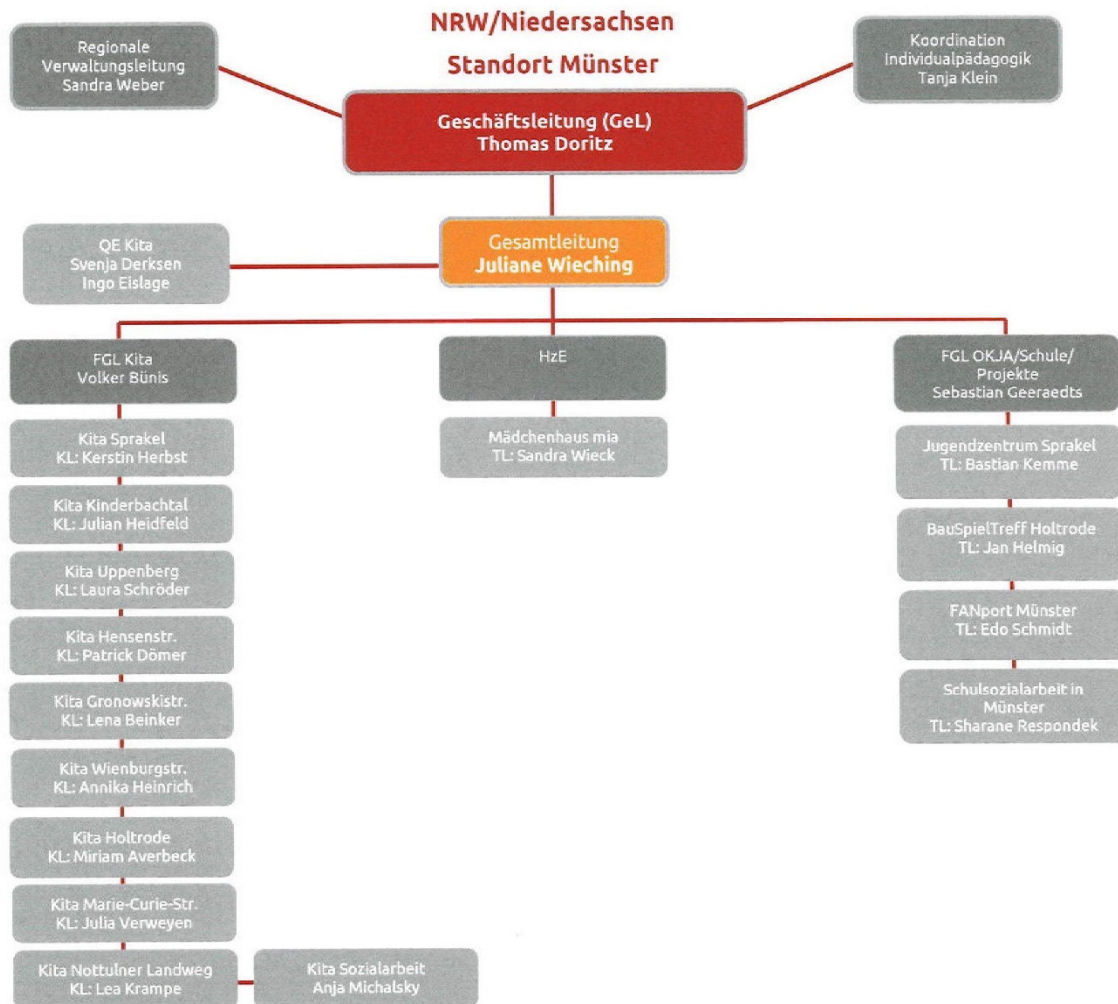 NRW/Niedersachsen
Standort Münster
Regionale
Verwaltungsleitung
Sandra Weber
Koordination
Individualpädagogik
Tanja Klein
Geschäftsleitung (GeL)
Thomas Doritz
QE Kita
Svenja Derksen
Ingo Eislage
Gesamtleitung
Juliane Wieching
FGL Kita
Volker Bünis
Kita Sprakel
KL: Kerstin Herbst
Kita Kinderbachtal
KL: Julian Heidfeld
Kita Uppenberg
KL: Laura Schröder
Kita Hensenstr.
KL: Patrick Dömer
Kita Gronowskistr.
KL: Lena Beinker
Kita Wienburgstr.
KL: Annika Heinrich
Kita Holtrode
KL: Miriam Averbeck
Kita Marie-Curie-Str.
KL: Julia Verweyen
Kita Nottulner Landweg
KL: Lea Krampe
Kita Sozialarbeit
Anja Michalsky
HzE
Mädchenhaus mia
TL: Sandra Wieck
FGL OKJA/Schule/
Projekte
Sebastian Geeraedts
Jugendzentrum Sprakel
TL: Bastian Kemme
BauSpielTreff Holtrode
TL: Jan Helmig
FANport Münster
TL: Edo Schmidt
Schulsozialarbeit in
Münster
TL: Sharane Respondek